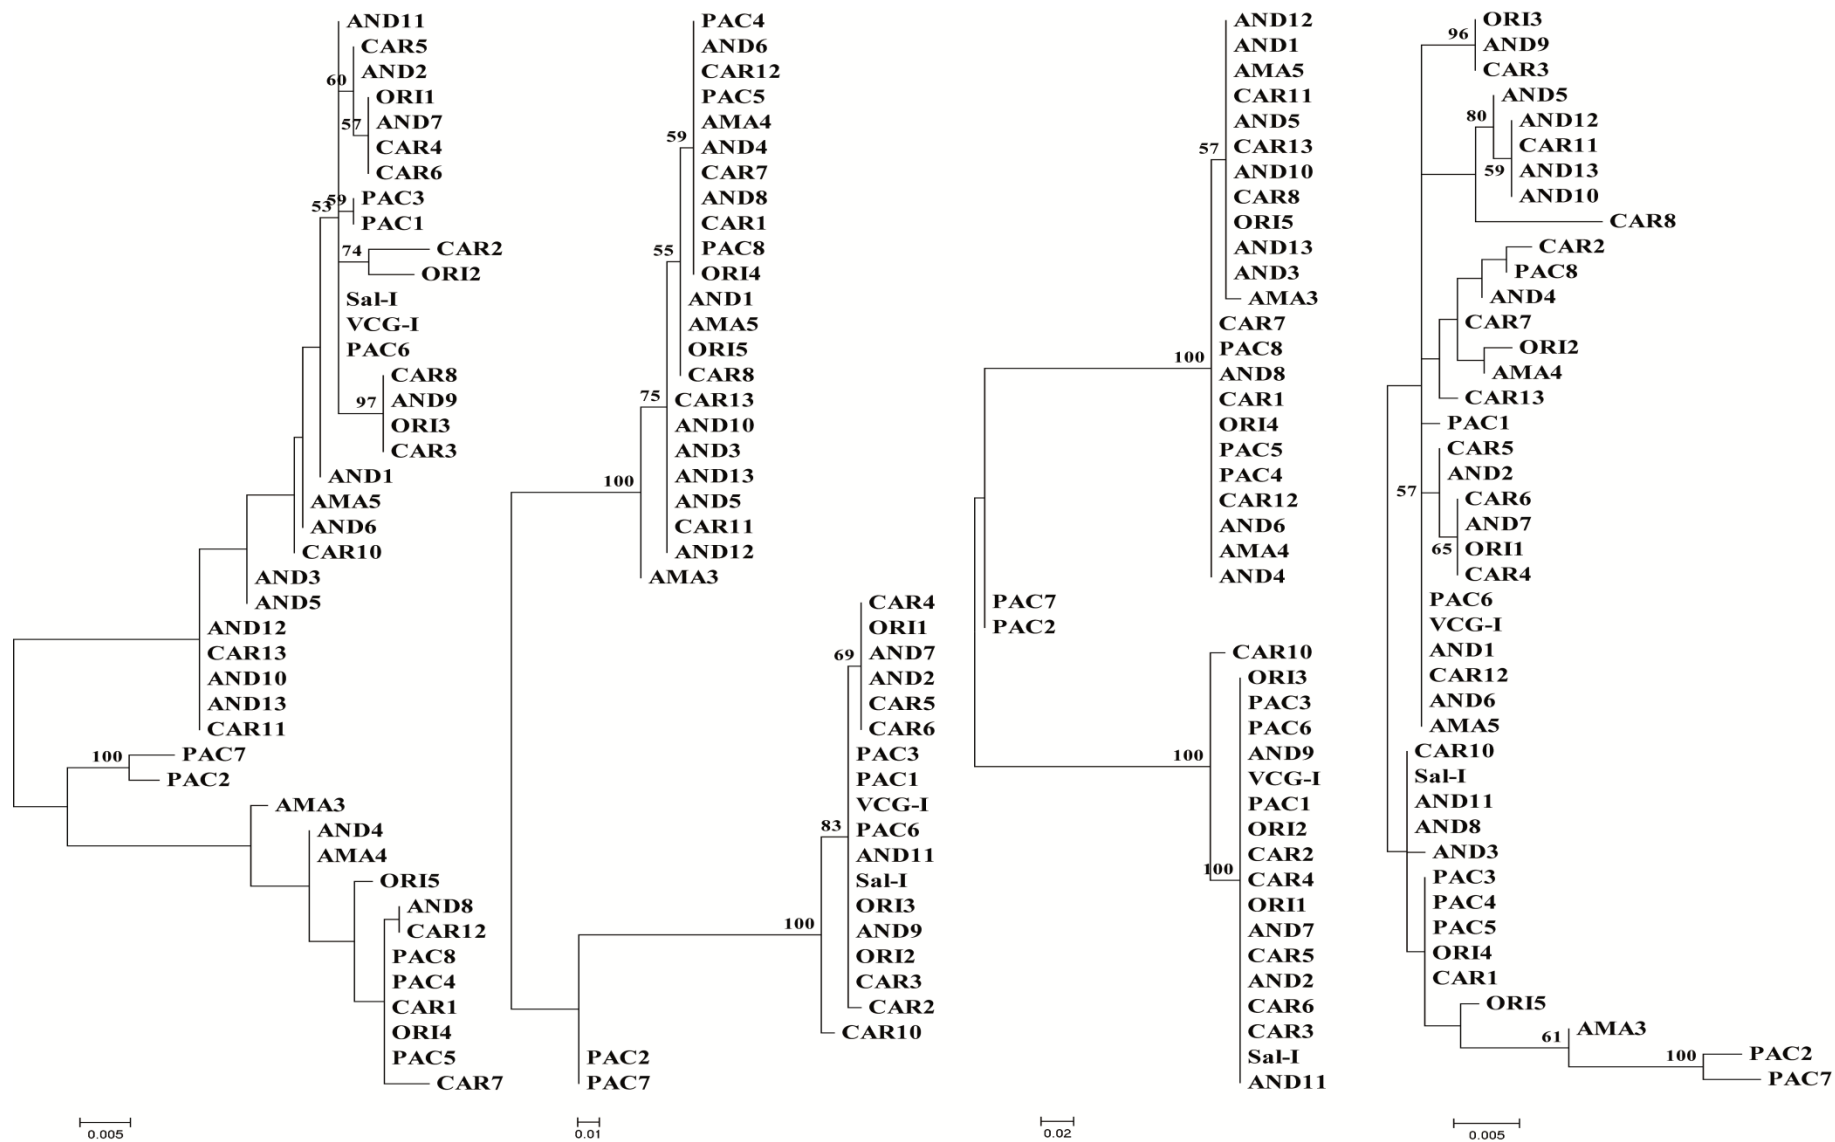 AND11
CAR5
AND2
60
ORI1
AND7
57
CAR4
CAR6
PAC3
59
53
PAC1
CAR2
74
ORI2
Sal-I
VCG-I
PAC6
CAR8
AND9
97
ORI3
CAR3
AND1
AMA5
AND6
CAR10
AND3
AND5
AND12
CAR13
AND10
AND13
CAR11
PAC7
100
PAC2
AMA3
AND4
AMA4
ORI5
AND8
CAR12
PAC8
PAC4
CAR1
ORI4
PAC5
CAR7
0.005
PAC4
AND6
CAR12
PAC5
AMA4
59
AND4
CAR7
AND8
CAR1
55
PAC8
ORI4
AND1
AMA5
ORI5
CAR8
75
CAR13
AND10
AND3
AND13
100
AND5
CAR11
AND12
AMA3
CAR4
ORI1
69
AND7
AND2
CAR5
CAR6
PAC3
PAC1
VCG-I
83
PAC6
AND11
Sal-I
ORI3
100
AND9
ORI2
CAR3
CAR2
CAR10
PAC2
PAC7
0.01
AND12
AND1
AMA5
CAR11
AND5
57
CAR13
AND10
CAR8
ORI5
AND13
AND3
AMA3
CAR7
100
PAC8
AND8
CAR1
ORI4
PAC5
PAC4
CAR12
AND6
AMA4
AND4
PAC7
PAC2
CAR10
ORI3
PAC3
PAC6
100
AND9
VCG-I
PAC1
ORI2
CAR2
100
CAR4
ORI1
AND7
CAR5
AND2
CAR6
CAR3
Sal-I
AND11
0.02
ORI3
96
AND9
CAR3
AND5
80
AND12
CAR11
59
AND13
AND10
CAR8
CAR2
PAC8
AND4
CAR7
ORI2
AMA4
CAR13
PAC1
CAR5
AND2
57
CAR6
AND7
65
ORI1
CAR4
PAC6
VCG-I
AND1
CAR12
AND6
AMA5
CAR10
Sal-I
AND11
AND8
AND3
PAC3
PAC4
PAC5
ORI4
CAR1
ORI5
AMA3
61
PAC2
100
PAC7
0.005